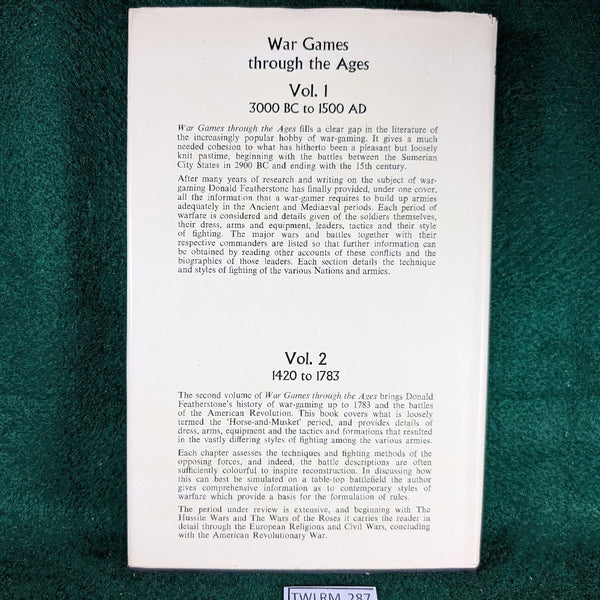 War Games
through the Ages
Vol. 1
3000 BC to 1500 AD
War Games through the Ages fills a clear gap in the literature of
the increasingly popular hobby of war-gaming. It gives a much
needed cohesion to what has hitherto been a pleasant but loosely
knit pastime, beginning with the battles between the Sumerian
City States in 2900 BC and ending with the 15th century.
After many years of research and writing on the subject of war-
gaming Donald Featherstone has finally provided, under one cover,
all the information that a war-gamer requires to build up armies
adequately in the Ancient and Mediaeval periods. Each period of
warfare is considered and details given of the soldiers themselves,
their dress, arms and equipment, leaders, tactics and their style
of fighting. The major wars and battles together with their
respective commanders are listed so that further information can
be obtained by reading other accounts of these conflicts and the
biographies of those leaders. Each section details the technique
and styles of fighting of the various Nations and armies.
Vol. 2
1420 to 1783
The second volume of War Games through the Ages brings Donald
Featherstone's history of war-gaming up to 1783 and the battles
of the American Revolution. This book covers what is loosely
termed the 'Horse-and-Musket' period, and provides details of
dress, arms, equipment and the tactics and formations that resulted
in the vastly differing styles of fighting among the various armies.
Each chapter assesses the techniques and fighting methods of the
opposing forces, and indeed, the battle descriptions are often
sufficiently colourful to inspire reconstruction. In discussing how
this can best be simulated on a table-top battlefield the author
gives comprehensive information as to contemporary styles of
warfare which provide a basis for the formulation of rules.
The period under review is extensive, and beginning with The
Hussite Wars and The Wars of the Roses it carries the reader in
detail through the European Religious and Civil Wars, concluding
with the American Revolutionary War.
TWLRM 287